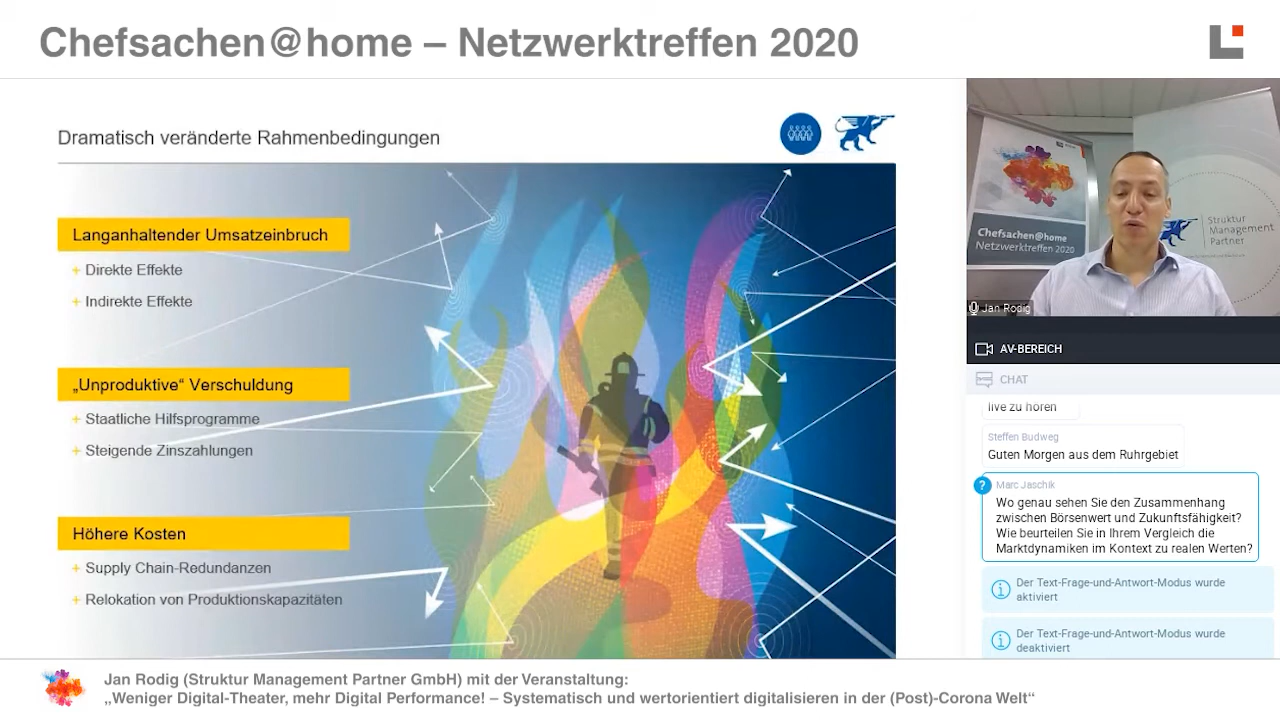 Chefsachen@home – Netzwerktreffen 2020
Dramatisch veränderte Rahmenbedingungen
Langanhaltender Umsatzeinbruch
+ Direkte Effekte
+ Indirekte Effekte
„Unproduktive“ Verschuldung
+ Staatliche Hilfsprogramme
+ Steigende Zinszahlungen
Höhere Kosten
+ Supply Chain-Redundanzen
+ Relokation von Produktionskapazitäten
Chefsachen@home
Netzwerktreffen 2020
Struktur
Management
Partner
Jan Rodig
AV-BEREICH
CHAT
live zu hören
Steffen Budweg
Guten Morgen aus dem Ruhrgebiet
? Marc Jaschik
Wo genau sehen Sie den Zusammenhang
zwischen Börsenwert und Zukunftsfähigkeit?
Wie beurteilen Sie in Ihrem Vergleich die
Marktdynamiken im Kontext zu realen Werten?
Der Text-Frage-und-Antwort-Modus wurde
aktiviert
Der Text-Frage-und-Antwort-Modus wurde
deaktiviert
Jan Rodig (Struktur Management Partner GmbH) mit der Veranstaltung:
„Weniger Digital-Theater, mehr Digital Performance! – Systematisch und wertorientiert digitalisieren in der (Post)-Corona Welt“